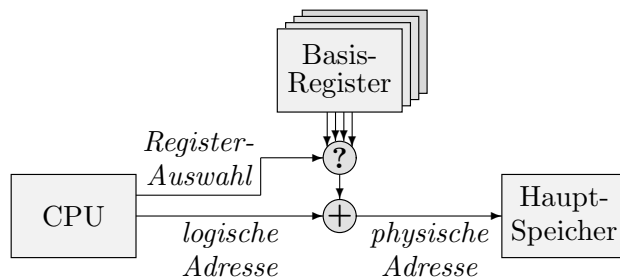 Basis-
Register
Register-
Auswahl
?
CPU
+
logische
Adresse
physische
Adresse
Haupt-
Speicher